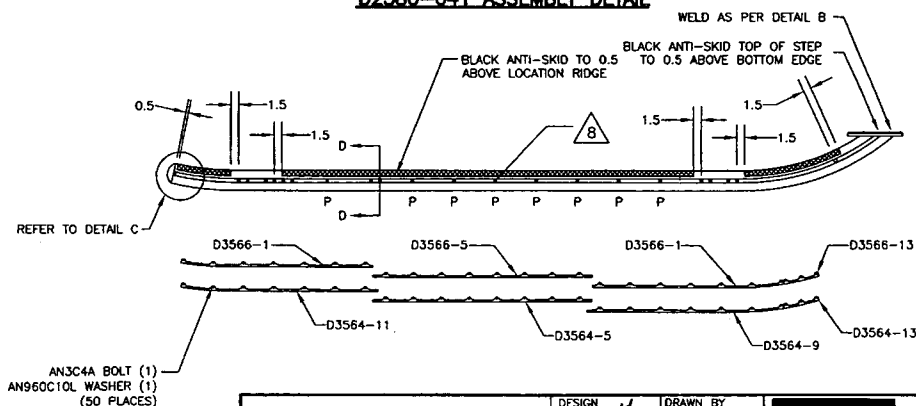 D2580-041 ASSEMBLY DETAIL
WELD AS PER DETAIL B
BLACK ANTI-SKID TO 0.5
ABOVE LOCATION RIDGE
BLACK ANTI-SKID TOP OF STEP
TO 0.5 ABOVE BOTTOM EDGE
0.5
1.5
1.5
1.5
1.5
1.5
8
D
D
P P P P P P P P
REFER TO DETAIL C
D3566-1
D3566-5
D3566-1
D3566-13
D3564-11
D3564-5
D3564-9
D3564-13
AN3C4A BOLT (1)
AN960C10L WASHER (1)
(50 PLACES)
DESIGN
DRAWN BY